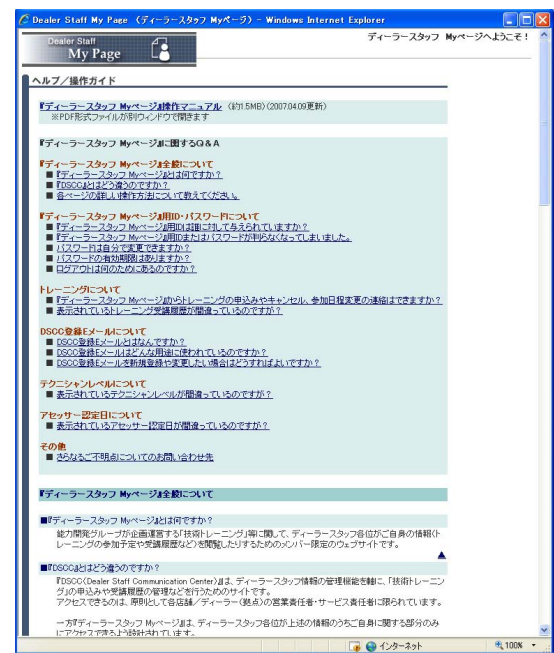 Dealer Staff My Page （ディーラースタッフ Myページ） - Windows Internet Explorer
Dealer Staff
My Page
ディーラースタッフ Myページへようこそ！
ヘルプ／操作ガイド
『ディーラースタッフ Myページ』操作マニュアル （約1.5MB）（2007.04.09更新）
※PDF形式ファイルが別ウィンドウで開きます
『ディーラースタッフ Myページ』に関するQ＆A
『ディーラースタッフ Myページ』全般について
■ 『ディーラースタッフ Myページ』とは何ですか？
■ 『DSCC』とはどう違うのですか？
■ 各ページの詳しい操作方法について教えてください。
『ディーラースタッフ Myページ』用ID・パスワードについて
■ 『ディーラースタッフ Myページ』用IDは誰に対して与えられていますか？
■ 『ディーラースタッフ Myページ』用IDまたはパスワードが判らなくなってしまいました。
■ パスワードは自分で変更できますか？
■ パスワードの有効期限はありますか？
■ ログアウトは何のためにあるのですか？
トレーニングについて
■ 『ディーラースタッフ Myページ』からトレーニングの申込みやキャンセル、参加日程変更の連絡はできますか？
■ 表示されているトレーニング受講履歴が間違っているのですが？
DSCC登録Eメールについて
■ DSCC登録Eメールとはなんですか？
■ DSCC登録Eメールはどんな用途に使われているのですか？
■ DSCC登録Eメールを新規登録や変更したい場合はどうすればよいですか？
テクニシャンレベルについて
■ 表示されているテクニシャンレベルが間違っているのですが？
アセッサー認定日について
■ 表示されているアセッサー認定日が間違っているのですが？
その他
■ さらなるご不明点についてのお問い合わせ先
『ディーラースタッフ Myページ』全般について
■『ディーラースタッフ Myページ』とは何ですか？
能力開発グループが企画運営する「技術トレーニング」等に関して、ディーラースタッフ各位がご自身の情報（ト
レーニングの参加予定や受講履歴など）を閲覧したりするためのメンバー限定のウェブサイトです。
▲
■『DSCC』とはどう違うのですか？
『DSCC（Dealer Staff Communication Center）』は、ディーラースタッフ情報の管理機能を軸に、「技術トレーニン
グ」の申込みや受講履歴の管理などを行うためのサイトです。
アクセスできるのは、原則として各店舗／ディーラー（拠点）の営業責任者・サービス責任者に限られています。
一方『ディーラースタッフ Myページ』は、ディーラースタッフ各位が上述の情報のうちご自身に関する部分のみ
にアクセスできるよう設計されています。
インターネット
100%